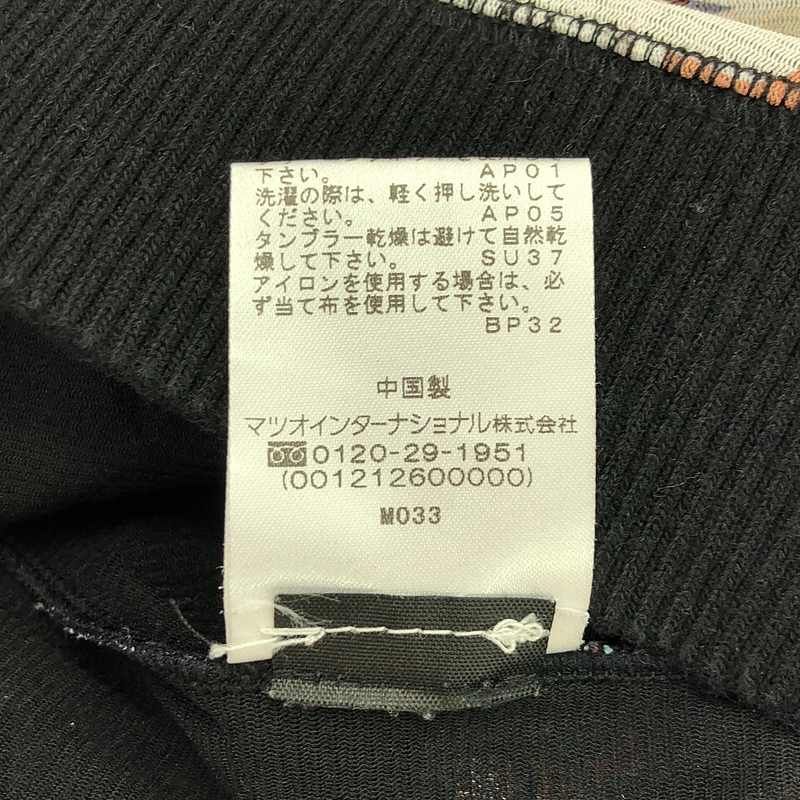 下さい。 AP01
洗濯の際は、軽く押し洗いして
ください。 AP05
タンブラー乾燥は避けて自然乾
燥して下さい。 SU37
アイロンを使用する場合は、必
ず当て布を使用して下さい。
BP32
中国製
マツオインターナショナル株式会社
0120-29-1951
(001212600000)
M033